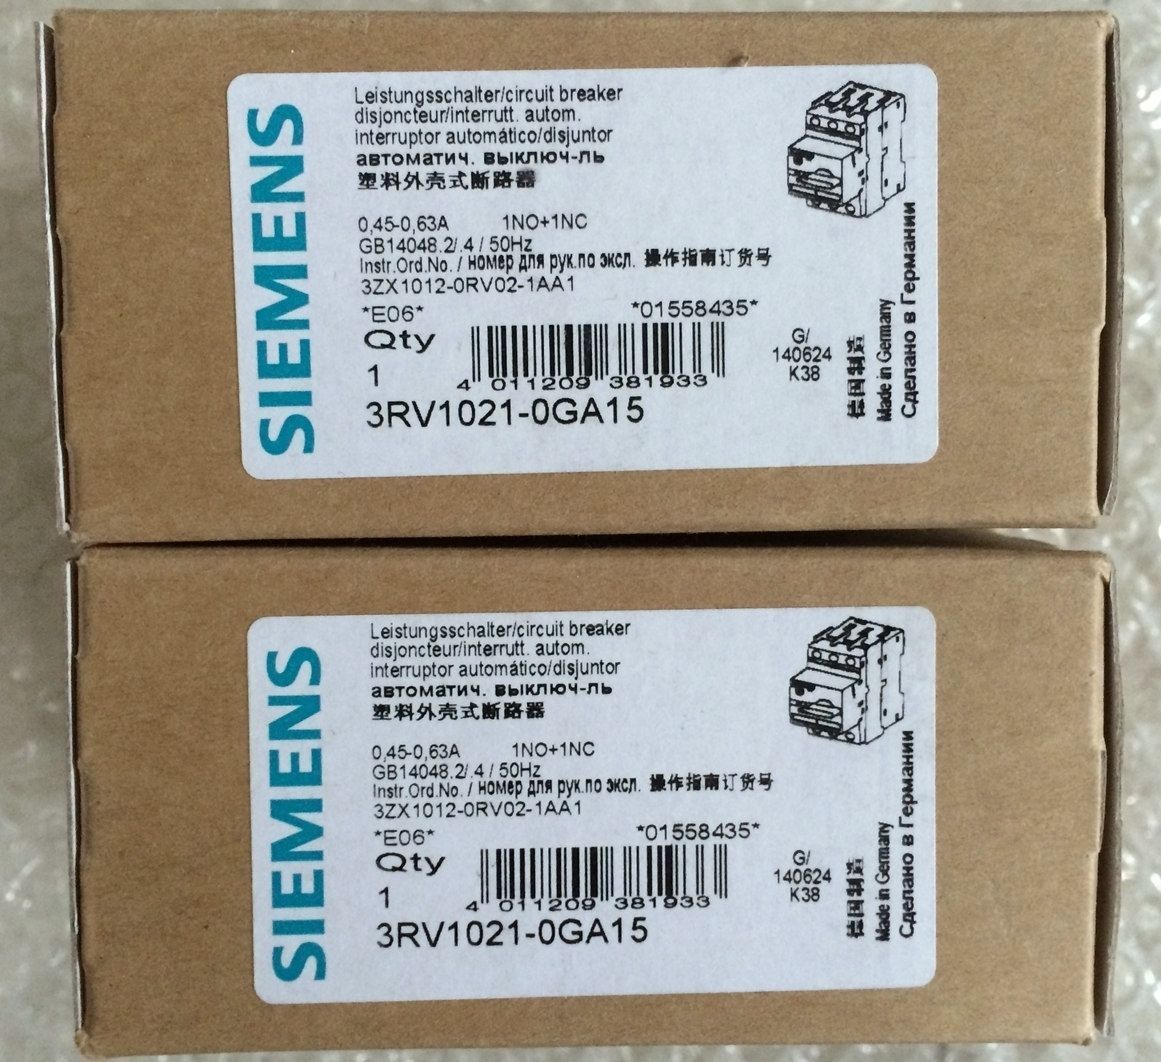 SIEMENS
Leistungsschalter/circuit breaker
disjoncteur/interrutt. autom.
interruptor automático/disjuntor
автоматич. выключ-ль
塑料外壳式断路器
0,45-0,63A 1NO+1NC
GB14048.2/.4 / 50Hz
Instr.Ord.No. / номер для рук.по экспл. 操作指南订货号
3ZX1012-0RV02-1AA1
*E06* *01558435*
Qty
1
4 011209 381933
3RV1021-0GA15
G/
140624
K38
德国制造
Made in Germany
Сделано в Германии
SIEMENS
Leistungsschalter/circuit breaker
disjoncteur/interrutt. autom.
interruptor automático/disjuntor
автоматич. выключ-ль
塑料外壳式断路器
0,45-0,63A 1NO+1NC
GB14048.2/.4 / 50Hz
Instr.Ord.No. / номер для рук.по экспл. 操作指南订货号
3ZX1012-0RV02-1AA1
*E06* *01558435*
Qty
1
4 011209 381933
3RV1021-0GA15
G/
140624
K38
德国制造
Made in Germany
Сделано в Германии